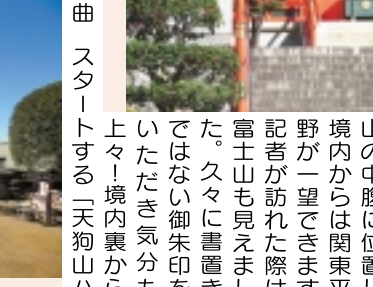 山の中腹に位置し
境内からは関東平
野が一望できます
記者が訪れた際は
富士山も見えまし
た。久々に書置き
ではない御朱印を
いただき気分も
上々！境内裏から
曲　スタートする「天狗山ハ